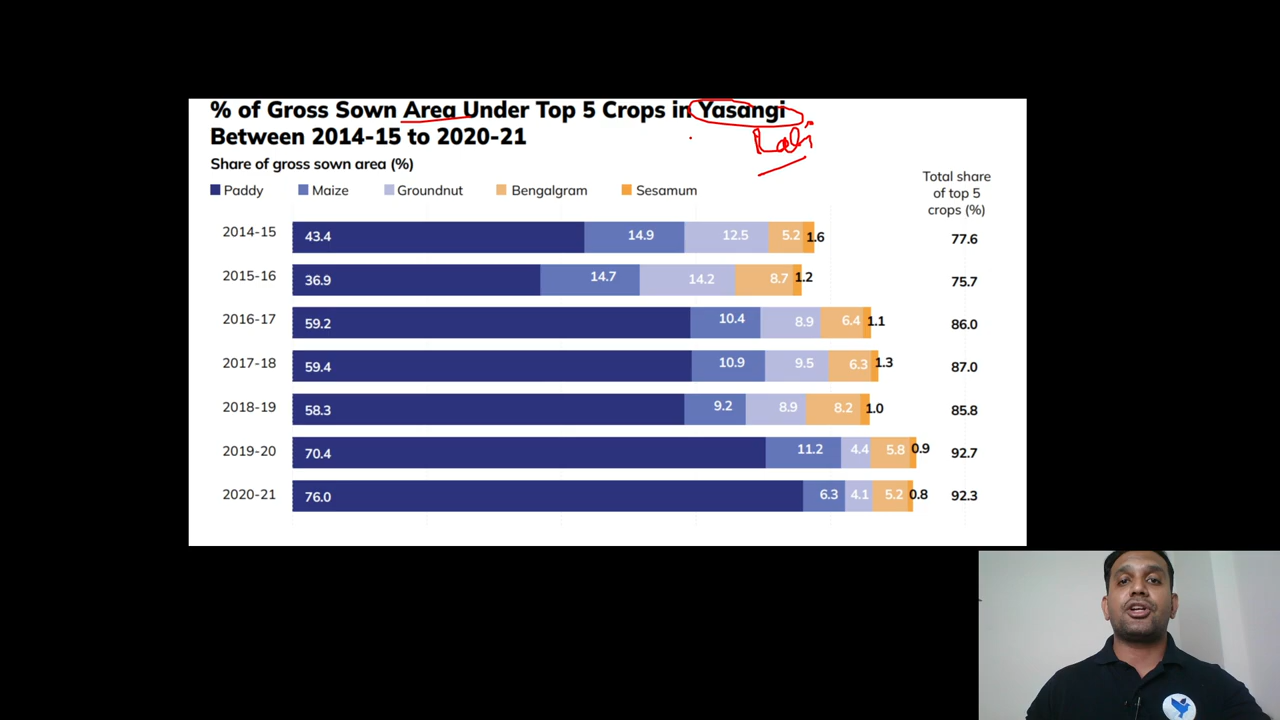 % of Gross Sown Area Under Top 5 Crops in Yasangi
Rabi
Between 2014-15 to 2020-21
Share of gross sown area (%)
Paddy Maize Groundnut Bengalgram Sesamum
Total share
of top 5
crops (%)
2014-15 43.4 14.9 12.5 5.2 1.6 77.6
2015-16 36.9 14.7 14.2 8.7 1.2 75.7
2016-17 59.2 10.4 8.9 6.4 1.1 86.0
2017-18 59.4 10.9 9.5 6.3 1.3 87.0
2018-19 58.3 9.2 8.9 8.2 1.0 85.8
2019-20 70.4 11.2 4.4 5.8 0.9 92.7
2020-21 76.0 6.3 4.1 5.2 0.8 92.3